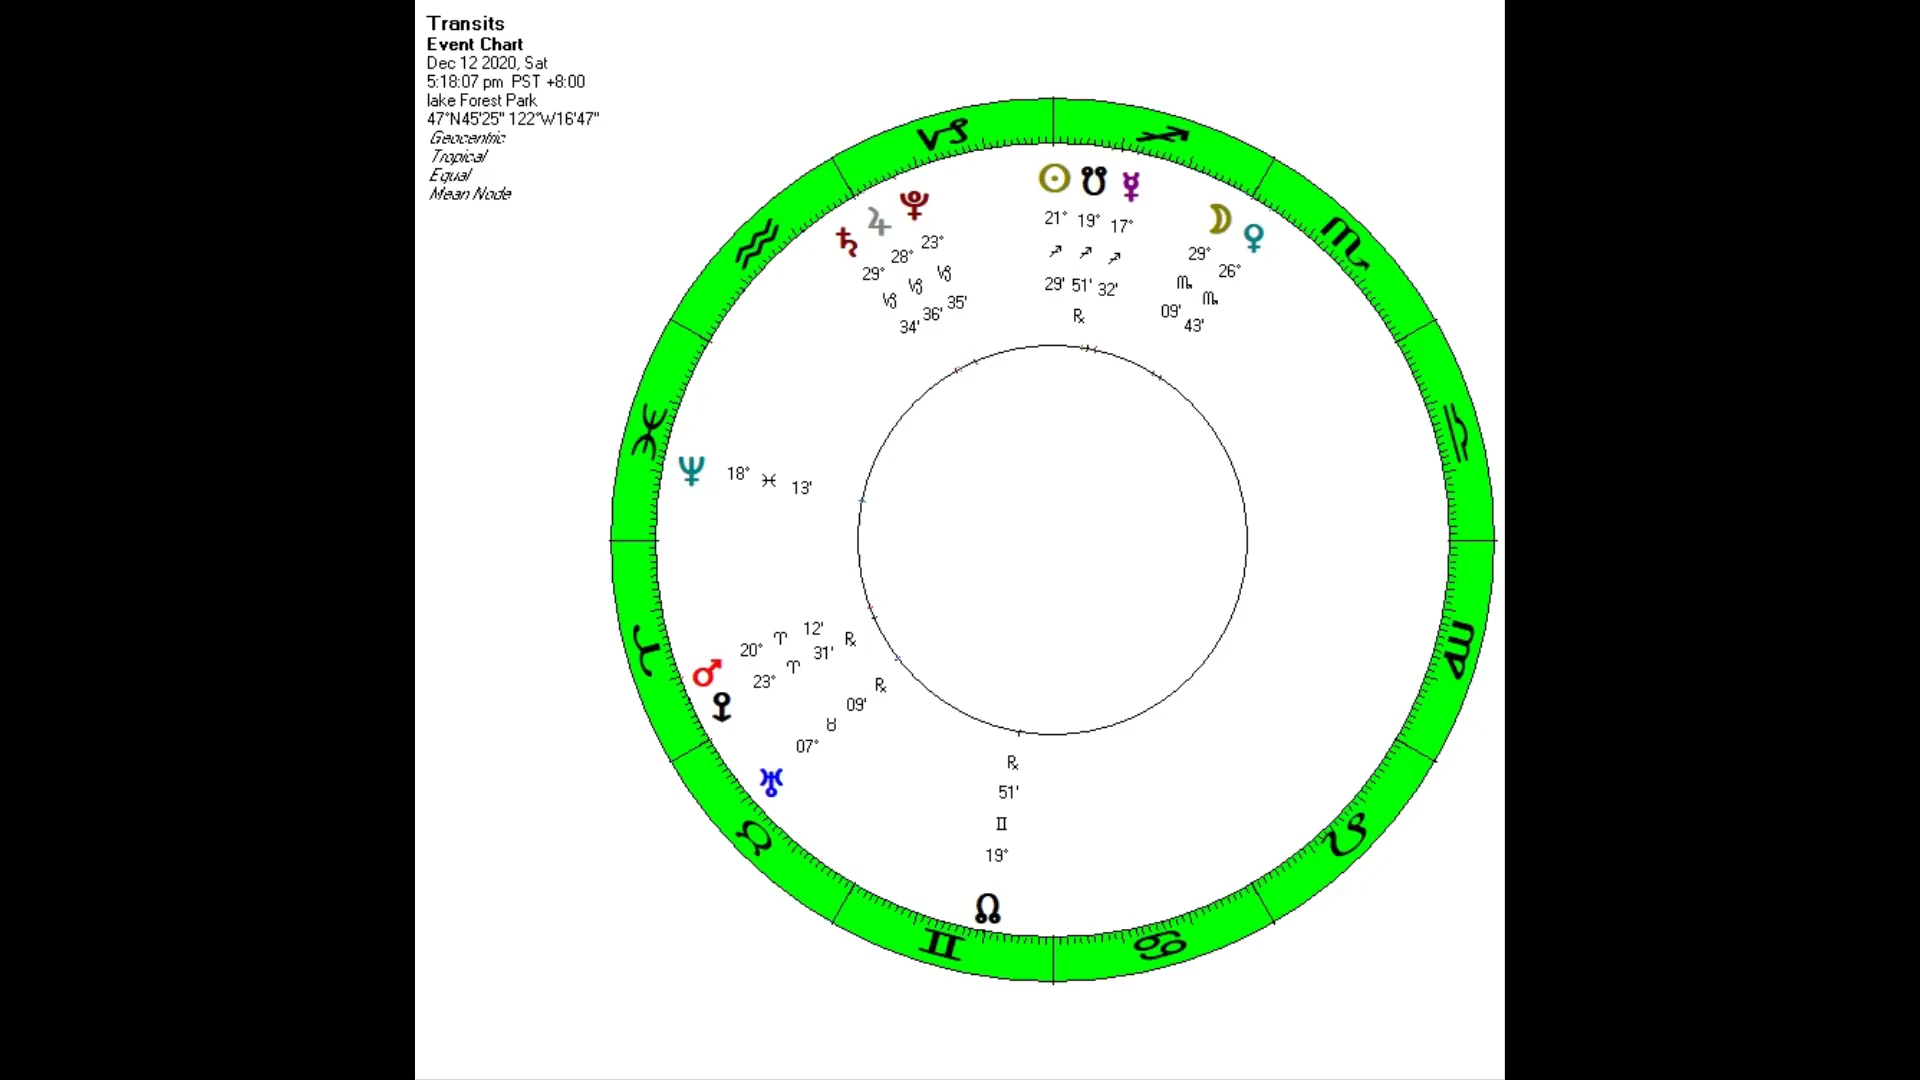 Transits
Event Chart
Dec 12 2020, Sat
5:18:07 pm PST +8:00
lake Forest Park
47°N45'25" 122°W16'47"
Geocentric
Tropical
Equal
Mean Node
♑ ♐
♒ ♏
♓ ♎
♈ ♍
♉ ♌
♊ ♋
☉ 21° ♐ 29'
☋ 19° ♐ 51' ℞
☿ 17° ♐ 32'
☽ 29° ♏ 09'
♀ 26° ♏ 43'
♇ 23° ♑ 35'
♃ 28° ♑ 36'
♄ 29° ♑ 34'
♆ 18° ♓ 13'
♂ 20° ♈ 12'
⚷ 23° ♈ 31' ℞
♅ 07° ♉ 09' ℞
☊ 19° ♊ 51' ℞